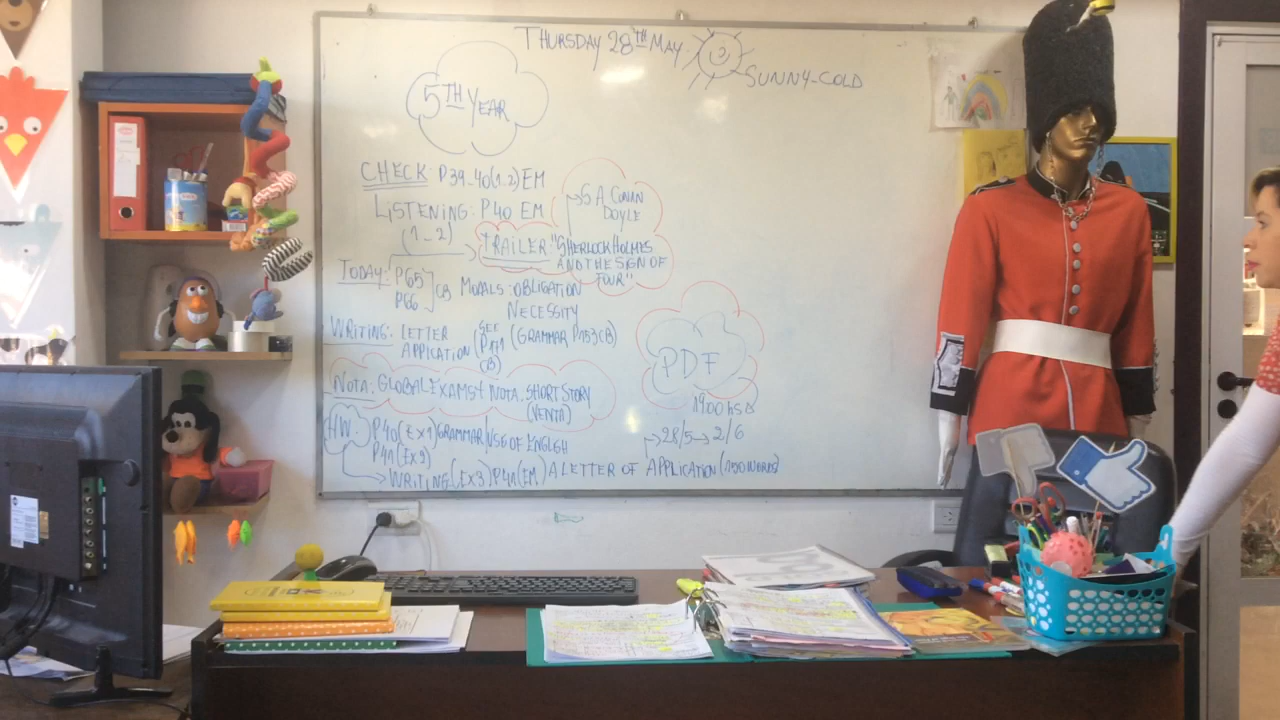 THURSDAY 28TH MAY.
SUNNY-COLD
5TH YEAR
CHECK: P39-40(1-2) EM
LISTENING: P40 EM
(1-2)
S A CONAN
DOYLE
TRAILER "SHERLOCK HOLMES
AND THE SIGN OF
FOUR"
TODAY: P65
P66
CB MODALS: OBLIGATION
NECESSITY
WRITING: LETTER
APPLICATION
(SEE
P171
CB)
(GRAMMAR P153 CB)
PDF
NOTA: GLOBAL EXAMS + NOTA. SHORT STORY
(VENTA)
19:00 hs
28/5 → 2/6
HW: P40 (EX 1) GRAMMAR/USE OF ENGLISH
P41 (EX 2)
WRITING (EX3) P41 (EM) A LETTER OF APPLICATION (150 WORDS)